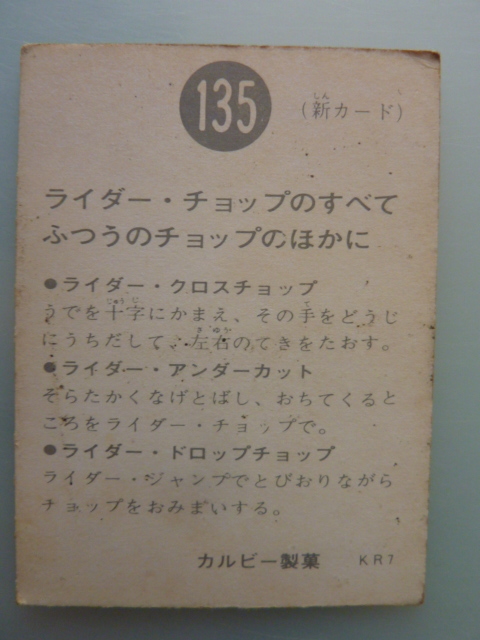 135
(新カード)
ライダー・チョップのすべて
ふつうのチョップのほかに
●ライダー・クロスチョップ
うでを十字にかまえ、その手をどうじ
にうちだして、左右のてきをたおす。
●ライダー・アンダーカット
そらたかくなげとばし、おちてくると
ころをライダー・チョップで。
●ライダー・ドロップチョップ
ライダー・ジャンプでとびおりながら
チョップをおみまいする。
カルビー製菓 KR7